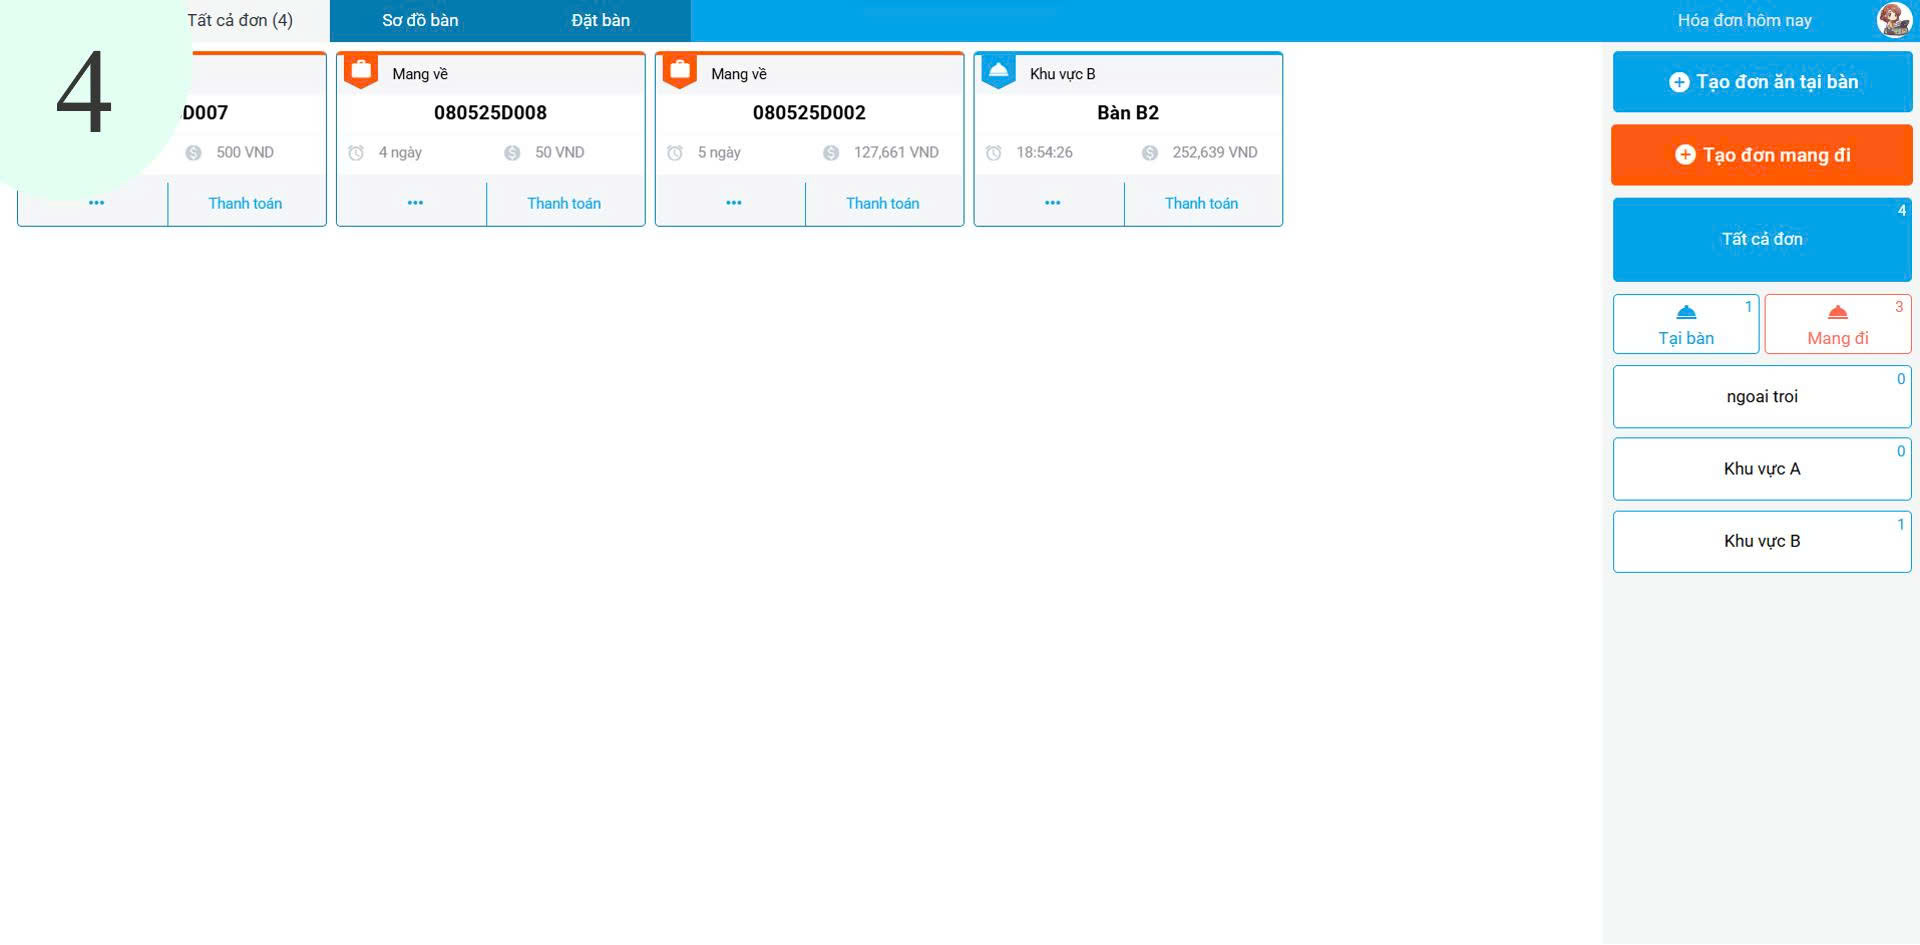 4
Tất cả đơn (4)
Sơ đồ bàn
Đặt bàn
Hóa đơn hôm nay
D007
500 VND
Thanh toán
Mang về
080525D008
4 ngày
50 VND
Thanh toán
Mang về
080525D002
5 ngày
127,661 VND
Thanh toán
Khu vực B
Bàn B2
18:54:26
252,639 VND
Thanh toán
Tạo đơn ăn tại bàn
Tạo đơn mang đi
4
Tất cả đơn
1
Tại bàn
3
Mang đi
0
ngoai troi
0
Khu vực A
1
Khu vực B